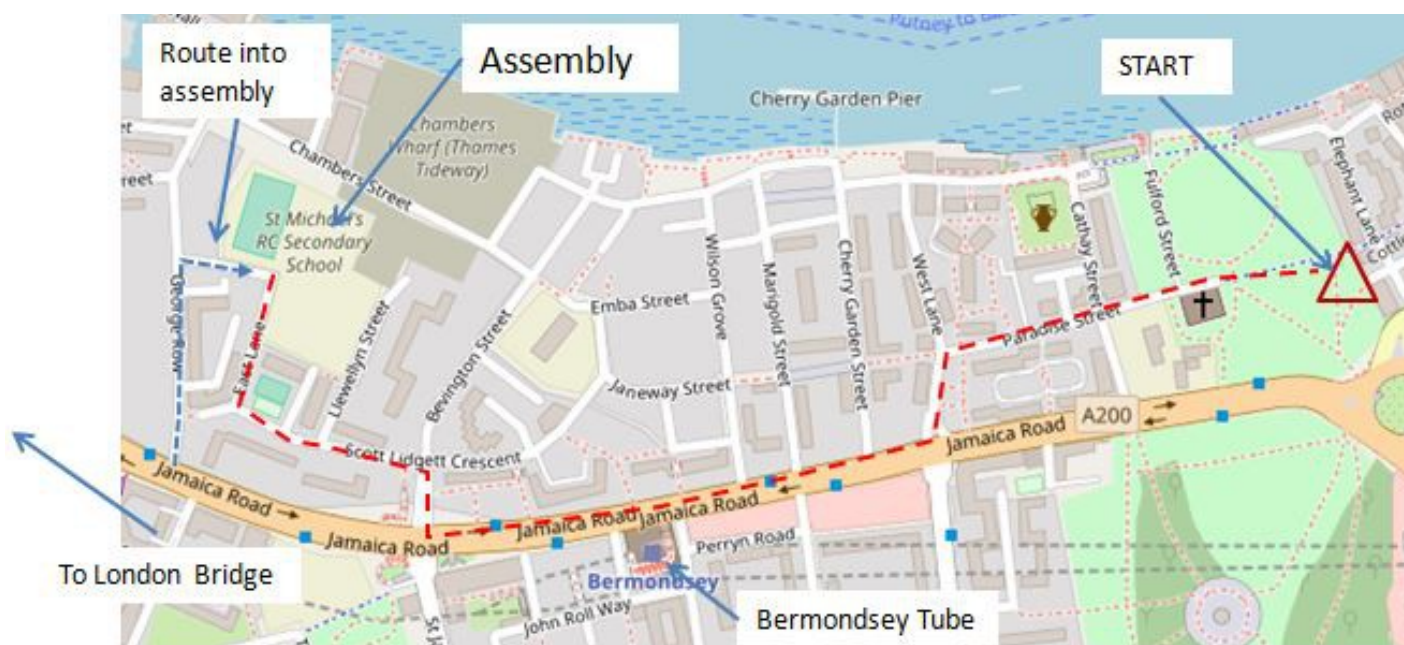 Putney to
Route into
assembly
Assembly
START
Cherry Garden Pier
Chambers
Wharf (Thames
Tideway)
Chambers Street
Street
St Michael's
RC Secondary
School
George Row
East Lane
Llewellyn Street
Bevington Street
Scott Lidgett Crescent
Emba Street
Janeway Street
Wilson Grove
Marigold Street
Cherry Garden Street
West Lane
Cathay Street
Paradise Street
Fulford Street
Elephant Lane
A200
Jamaica Road
Jamaica Road
Jamaica Road
Jamaica Road
Jamaica Road
Perryn Road
Bermondsey
John Roll Way
To London Bridge
Bermondsey Tube